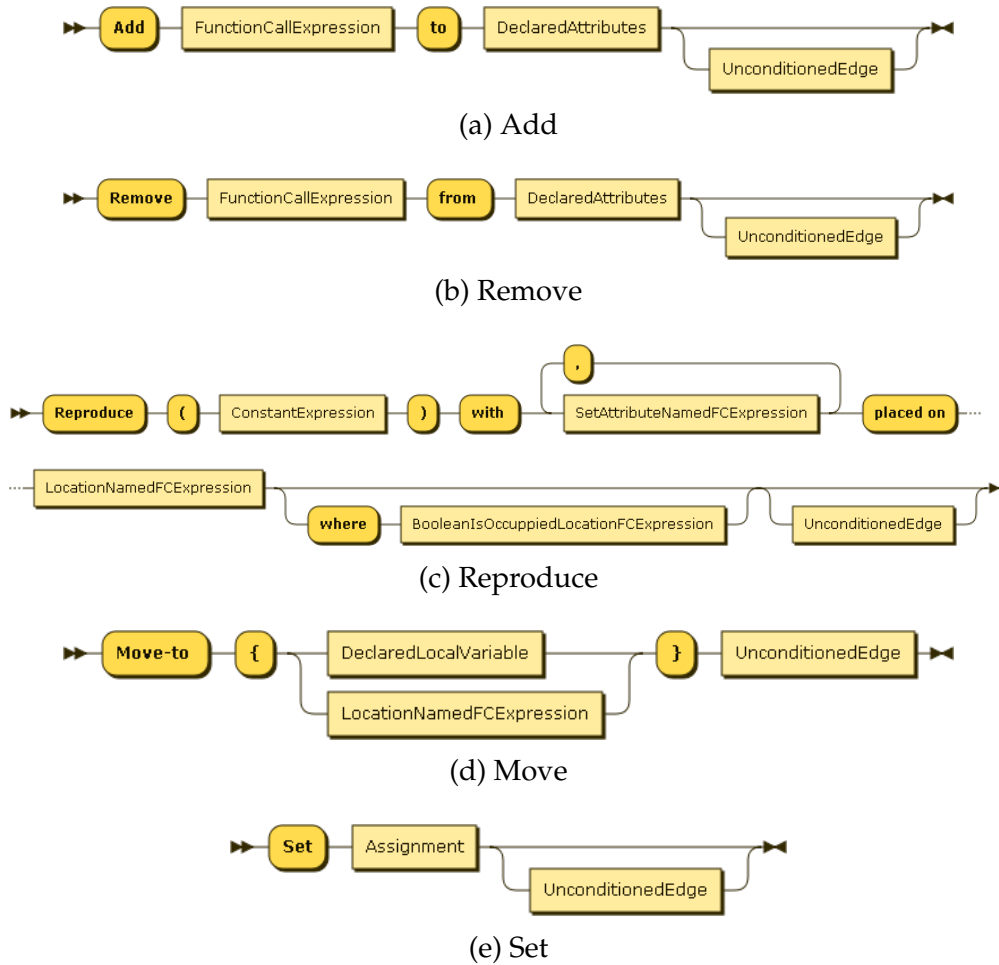 Add FunctionCallExpression to DeclaredAttributes
UnconditionedEdge
(a) Add
Remove FunctionCallExpression from DeclaredAttributes
UnconditionedEdge
(b) Remove
,
Reproduce ( ConstantExpression ) with SetAttributeNamedFCExpression placed on
LocationNamedFCExpression
where BooleanIsOccuppiedLocationFCExpression UnconditionedEdge
(c) Reproduce
Move-to { DeclaredLocalVariable } UnconditionedEdge
LocationNamedFCExpression
(d) Move
Set Assignment
UnconditionedEdge
(e) Set